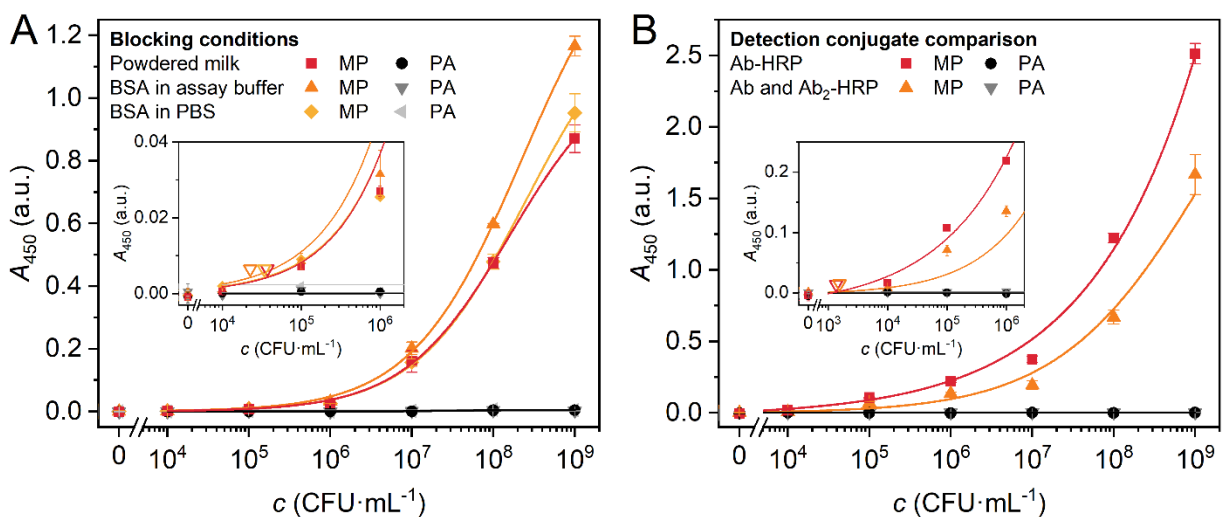 A
Blocking conditions
Powdered milk MP PA
BSA in assay buffer MP PA
BSA in PBS MP PA
A450 (a.u.)
1.2
1.0
0.8
0.6
0.4
0.2
0.0
0 10^4 10^5 10^6 10^7 10^8 10^9
c (CFU·mL^-1)
A450 (a.u.)
0.04
0.02
0.00
0 10^4 10^5 10^6
c (CFU·mL^-1)
B
Detection conjugate comparison
Ab-HRP MP PA
Ab and Ab2-HRP MP PA
A450 (a.u.)
2.5
2.0
1.5
1.0
0.5
0.0
0 10^4 10^5 10^6 10^7 10^8 10^9
c (CFU·mL^-1)
A450 (a.u.)
0.2
0.1
0.0
0 10^3 10^4 10^5 10^6
c (CFU·mL^-1)